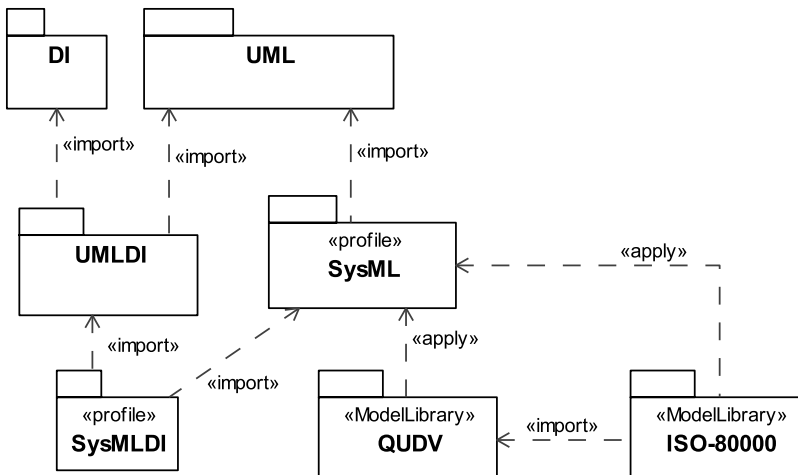 DI
UML
«import»
«import»
«import»
UMLDI
«profile»
SysML
«apply»
«import»
«apply»
«import»
«profile»
SysMLDI
«ModelLibrary»
QUDV
«import»
«ModelLibrary»
ISO-80000